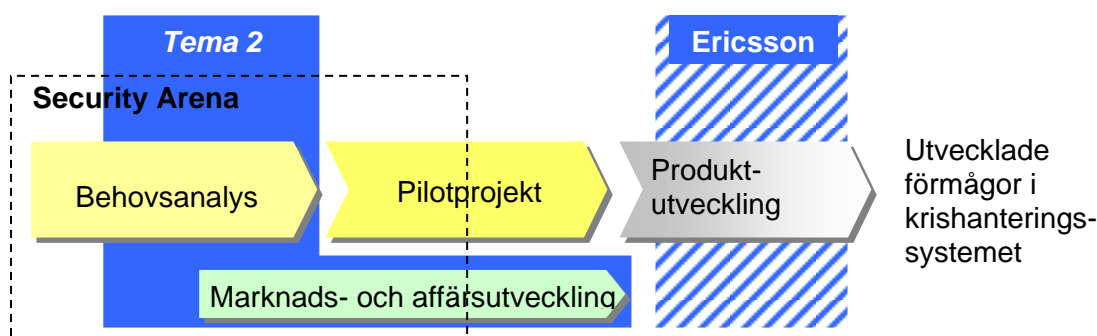 Tema 2
Ericsson
Security Arena
Behovsanalys
Pilotprojekt
Produkt-
utveckling
Utvecklade
förmågor i
krishanterings-
systemet
Marknads- och affärsutveckling